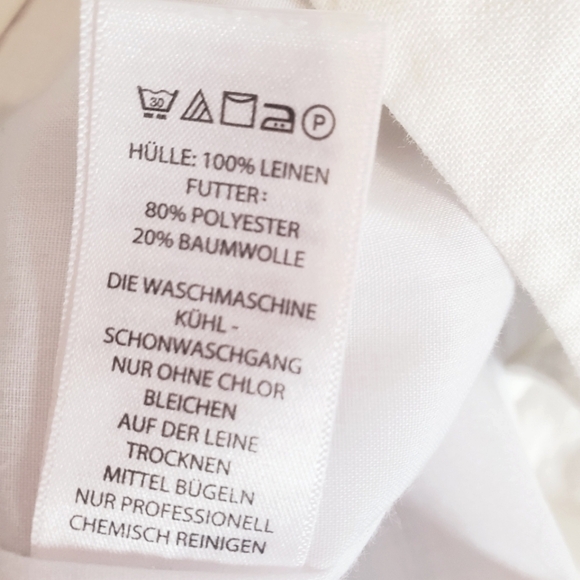 30 P
HÜLLE: 100% LEINEN
FUTTER:
80% POLYESTER
20% BAUMWOLLE
DIE WASCHMASCHINE
KÜHL -
SCHONWASCHGANG
NUR OHNE CHLOR
BLEICHEN
AUF DER LEINE
TROCKNEN
MITTEL BÜGELN
NUR PROFESSIONELL
CHEMISCH REINIGEN